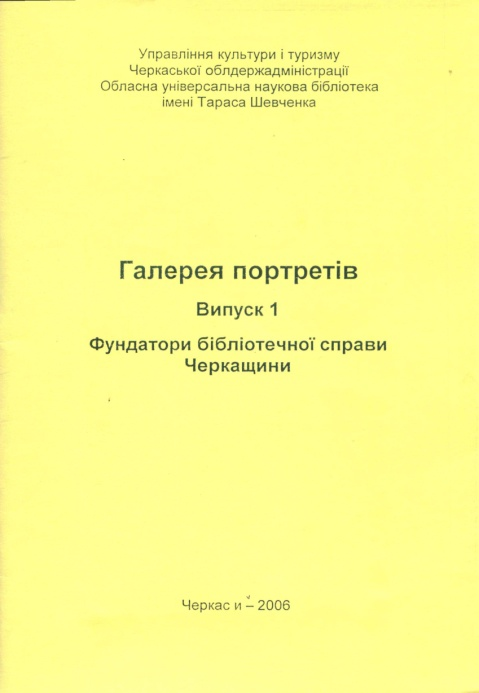 Управління культури і туризму
Черкаської облдержадміністрації
Обласна універсальна наукова бібліотека
імені Тараса Шевченка
Галерея портретів
Випуск 1
Фундатори бібліотечної справи
Черкащини
Черкас и – 2006